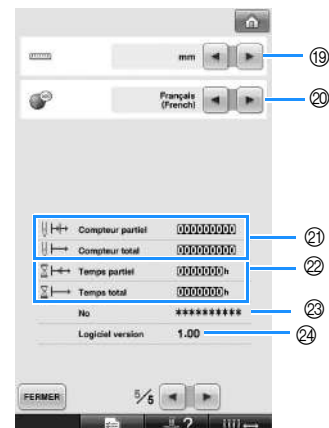 mm ⑲
Français
(French) ⑳
Compteur partiel 000000000
Compteur total 000000000 ㉑
Temps partiel 0000000h ㉒
Temps total 0000000h
No ********** ㉓
Logiciel version 1.00 ㉔
FERMER 5/5
?